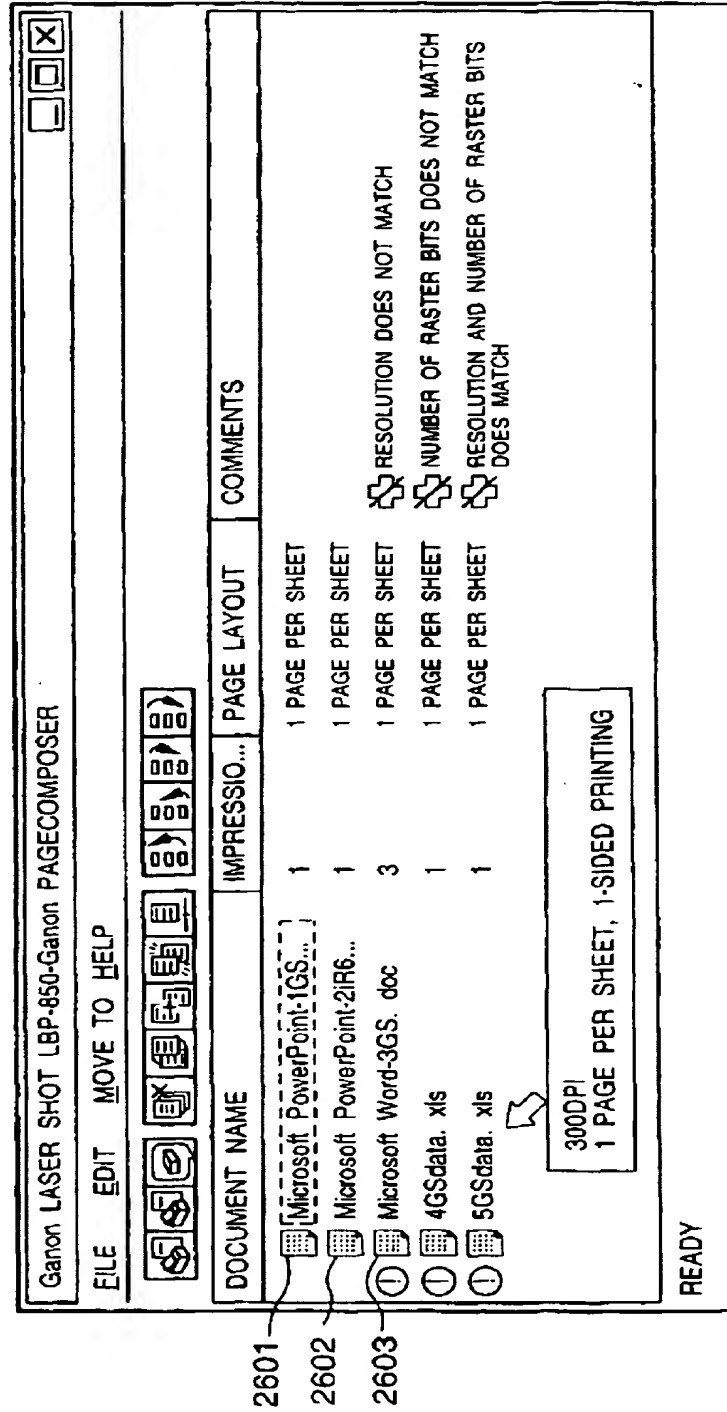 Ganon LASER SHOT LBP-850-Ganon PAGECOMPOSER
FILE EDIT MOVE TO HELP
DOCUMENT NAME IMPRESSIO... PAGE LAYOUT COMMENTS
2601 Microsoft PowerPoint-1GS... 1 1 PAGE PER SHEET
2602 Microsoft PowerPoint-2iR6... 1 1 PAGE PER SHEET
2603 Microsoft Word-3GS. doc 3 1 PAGE PER SHEET RESOLUTION DOES NOT MATCH
4GSdata. xls 1 1 PAGE PER SHEET NUMBER OF RASTER BITS DOES NOT MATCH
5GSdata. xls 1 1 PAGE PER SHEET RESOLUTION AND NUMBER OF RASTER BITS
DOES MATCH
300DPI
1 PAGE PER SHEET, 1-SIDED PRINTING
READY